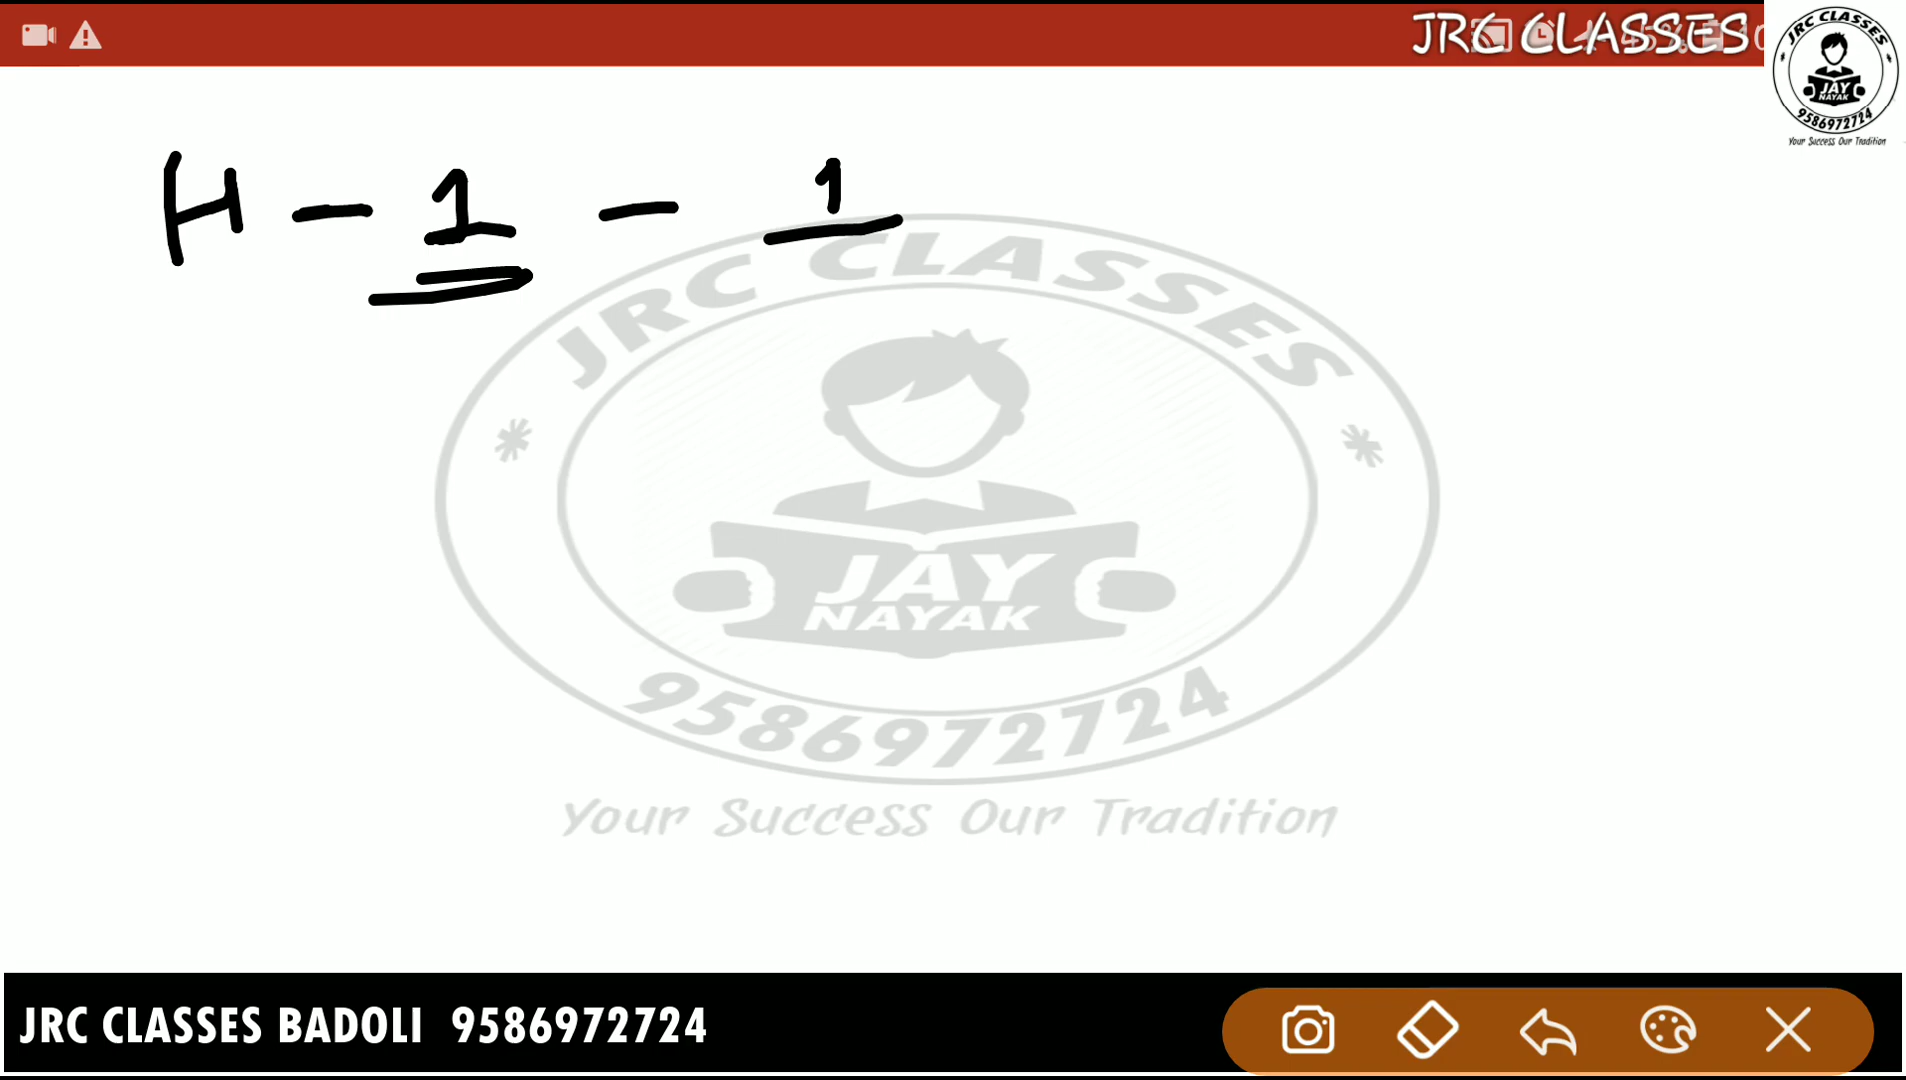 JRC CLASSES
JRC CLASSES
JAY
NAYAK
9586972724
Your Success Our Tradition
H - 1 - 1
JRC CLASSES
JAY
NAYAK
9586972724
Your Success Our Tradition
JRC CLASSES BADOLI 9586972724